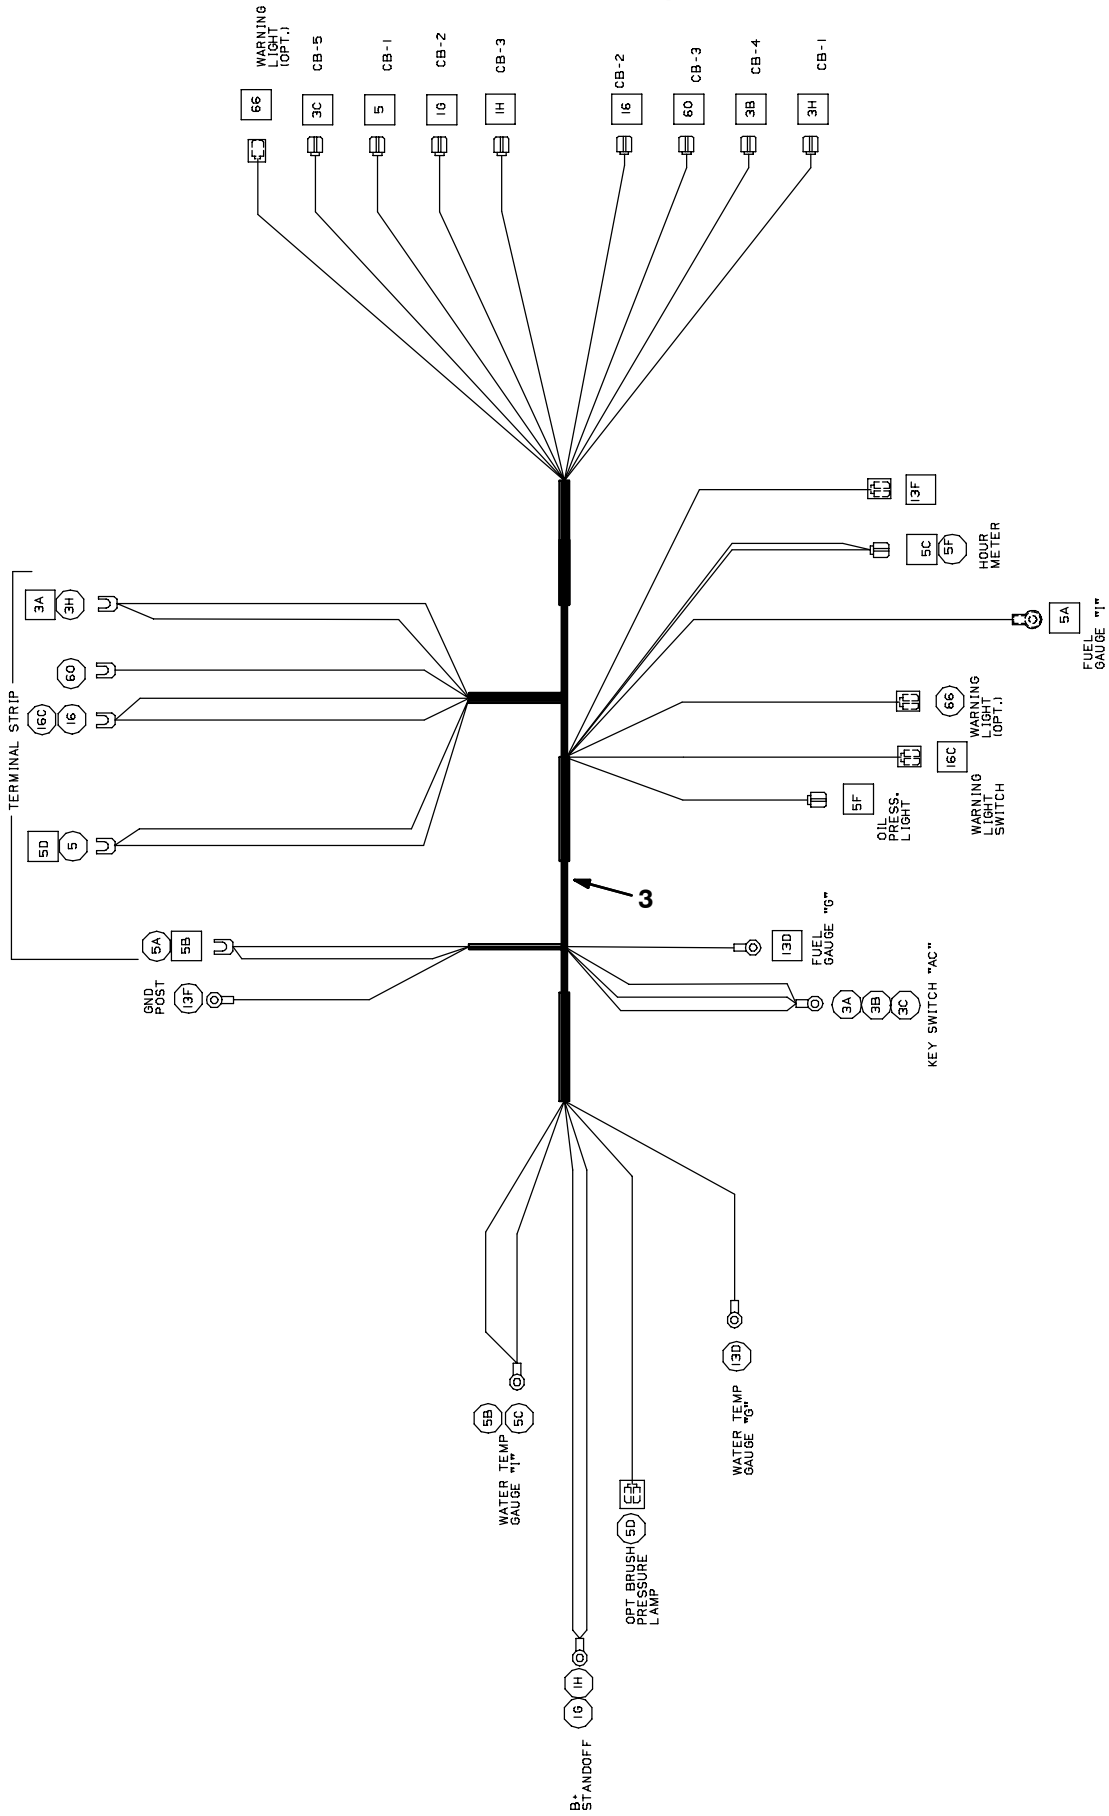 WARNING
LIGHT
(OPT.)
66
CB-5
3C
CB-1
5
CB-2
1G
CB-3
1H
CB-2
16
CB-3
60
CB-4
3B
CB-1
3H
TERMINAL STRIP
3A
3H
60
16C
16
5D
5
5A
5B
GND
POST
13F
13F
5C
5F
HOUR
METER
5A
FUEL
GAUGE "I"
66
WARNING
LIGHT
(OPT.)
16C
WARNING
LIGHT
SWITCH
5F
OIL
PRESS.
LIGHT
3
13D
FUEL
GAUGE "G"
3A
3B
3C
KEY SWITCH "AC"
5B
5C
WATER TEMP
GAUGE "I"
13D
WATER TEMP
GAUGE "G"
5D
OPT BRUSH
PRESSURE
LAMP
1G
1H
B+
STANDOFF